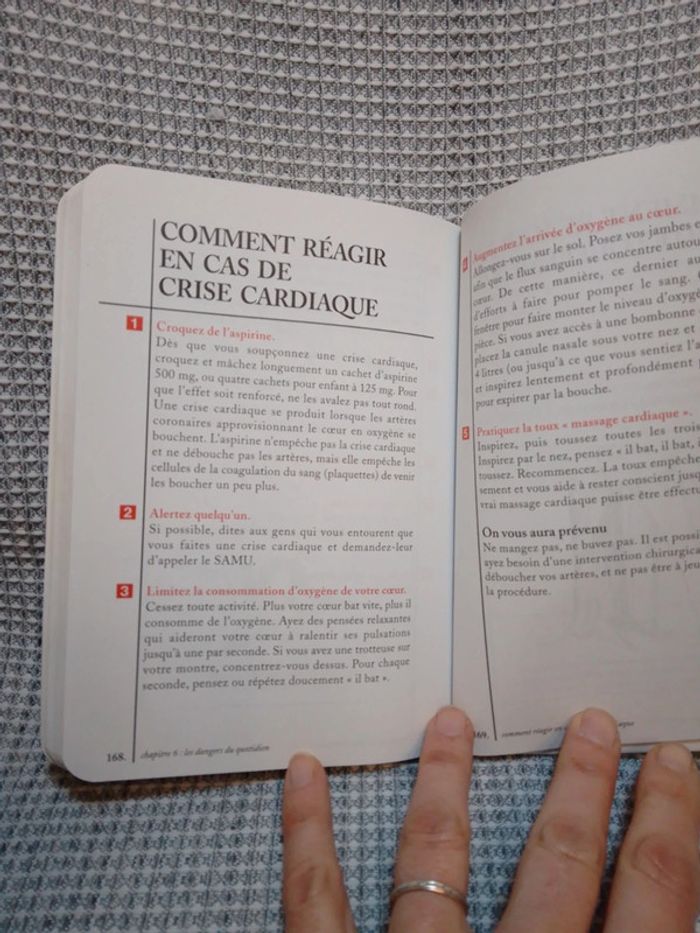 COMMENT RÉAGIR
EN CAS DE
CRISE CARDIAQUE
1 Croquez de l'aspirine.
Dès que vous soupçonnez une crise cardiaque,
croquez et mâchez longuement un cachet d'aspirine
500 mg, ou quatre cachets pour enfant à 125 mg. Pour
que l'effet soit renforcé, ne les avalez pas tout rond.
Une crise cardiaque se produit lorsque les artères
coronaires approvisionnant le cœur en oxygène se
bouchent. L'aspirine n'empêche pas la crise cardiaque
et ne débouche pas les artères, mais elle empêche les
cellules de la coagulation du sang (plaquettes) de venir
les boucher un peu plus.
2 Alertez quelqu'un.
Si possible, dites aux gens qui vous entourent que
vous faites une crise cardiaque et demandez-leur
d'appeler le SAMU.
3 Limitez la consommation d'oxygène de votre cœur.
Cessez toute activité. Plus votre cœur bat vite, plus il
consomme de l'oxygène. Ayez des pensées relaxantes
qui aideront votre cœur à ralentir ses pulsations
jusqu'à une par seconde. Si vous avez une trotteuse sur
votre montre, concentrez-vous dessus. Pour chaque
seconde, pensez ou répétez doucement « il bat ».
168. chapitre 6 : les dangers du quotidien
Augmentez l'arrivée d'oxygène au cœur.
Allongez-vous sur le sol. Posez vos jambes
afin que le flux sanguin se concentre autou
cœur. De cette manière, ce dernier au
d'efforts à faire pour pomper le sang.
fenêtre pour faire monter le niveau d'oxyg
pièce. Si vous avez accès à une bombonne
placez la canule nasale sous votre nez et
4 litres (ou jusqu'à ce que vous sentiez l'a
et inspirez lentement et profondément
pour expirer par la bouche.
5 Pratiquez la toux « massage cardiaque ».
Inspirez, puis toussez toutes les trois
Inspirez par le nez, pensez « il bat, il bat,
toussez. Recommencez. La toux empêche
sement et vous aide à rester conscient jusq
vrai massage cardiaque puisse être effectu
On vous aura prévenu
Ne mangez pas, ne buvez pas. Il est possi
ayez besoin d'une intervention chirurgica
déboucher vos artères, et ne pas être à jeu
la procédure.
169. comment réagir en